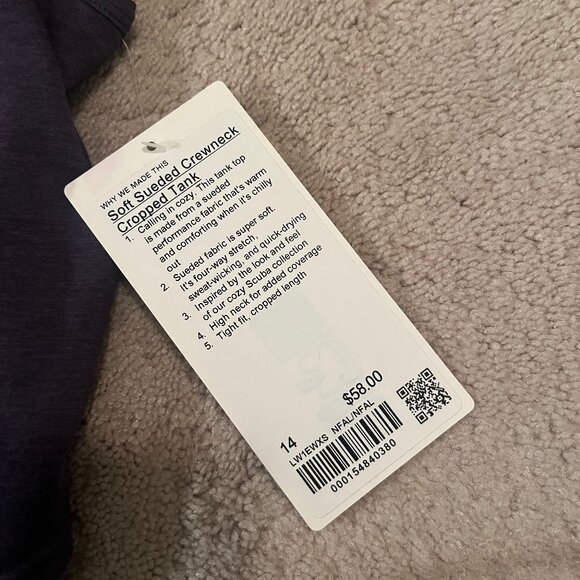 WHY WE MADE THIS
Soft Sueded Crewneck
Cropped Tank
1. Calling in cozy. This tank top
is made from a sueded
performance fabric that's warm
and comforting when it's chilly
out
2. Sueded fabric is super soft.
It's four-way stretch,
sweat-wicking, and quick-drying
3. Inspired by the look and feel
of our cozy Scuba collection
4. High neck for added coverage
5. Tight fit, cropped length
14 $58.00
LW1EWXS NFAL/NFAL
000154840380